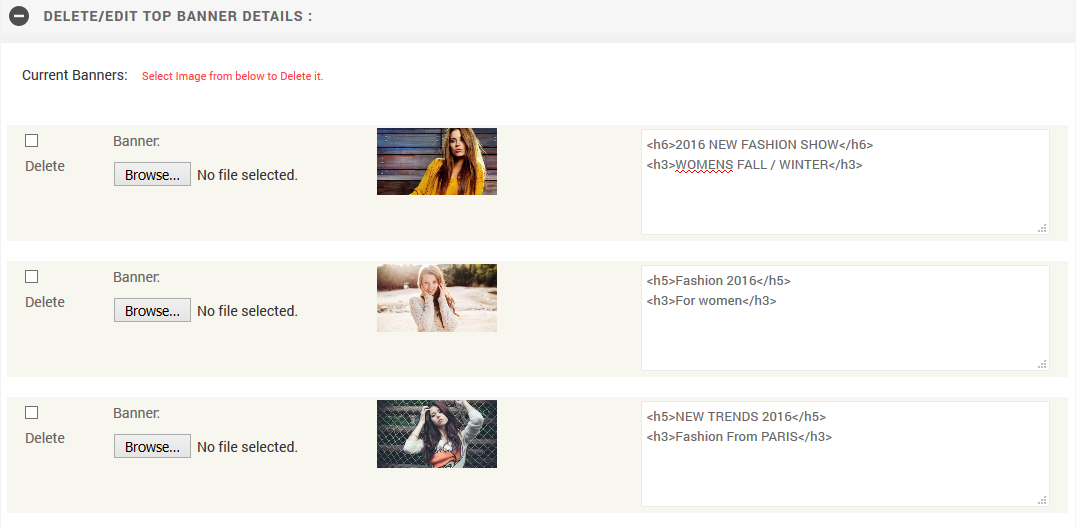 DELETE/EDIT TOP BANNER DETAILS :
Current Banners: Select Image from below to Delete it.
Delete
Banner:
Browse... No file selected.
<h6>2016 NEW FASHION SHOW</h6>
<h3>WOMENS FALL / WINTER</h3>
Delete
Banner:
Browse... No file selected.
<h5>Fashion 2016</h5>
<h3>For women</h3>
Delete
Banner:
Browse... No file selected.
<h5>NEW TRENDS 2016</h5>
<h3>Fashion From PARIS</h3>